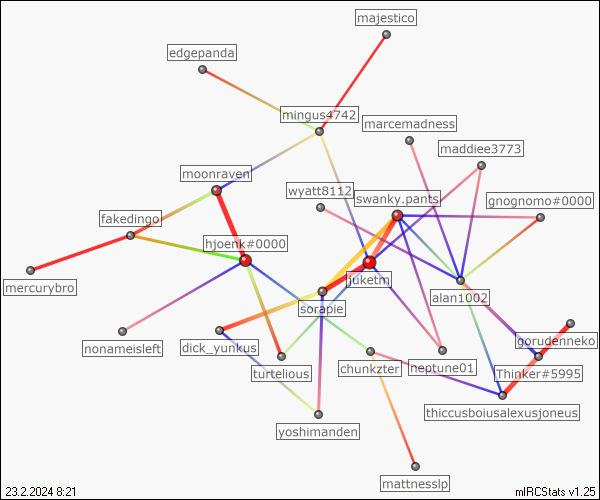 majestico
edgepanda
mingus4742
marcemadness
maddiee3773
moonraven
wyatt8112
swanky.pants
gnognomo#0000
fakedingo
hjoenk#0000
juketm
mercurybro
sorapie
alan1002
nonameisleft
dick_yunkus
gorudenneko
turtelious
chunkzter
neptune01
Thinker#5995
thiccusboiusalexusjoneus
yoshimanden
mattnesslp
23.2.2024 8:21
mIRCStats v1.25